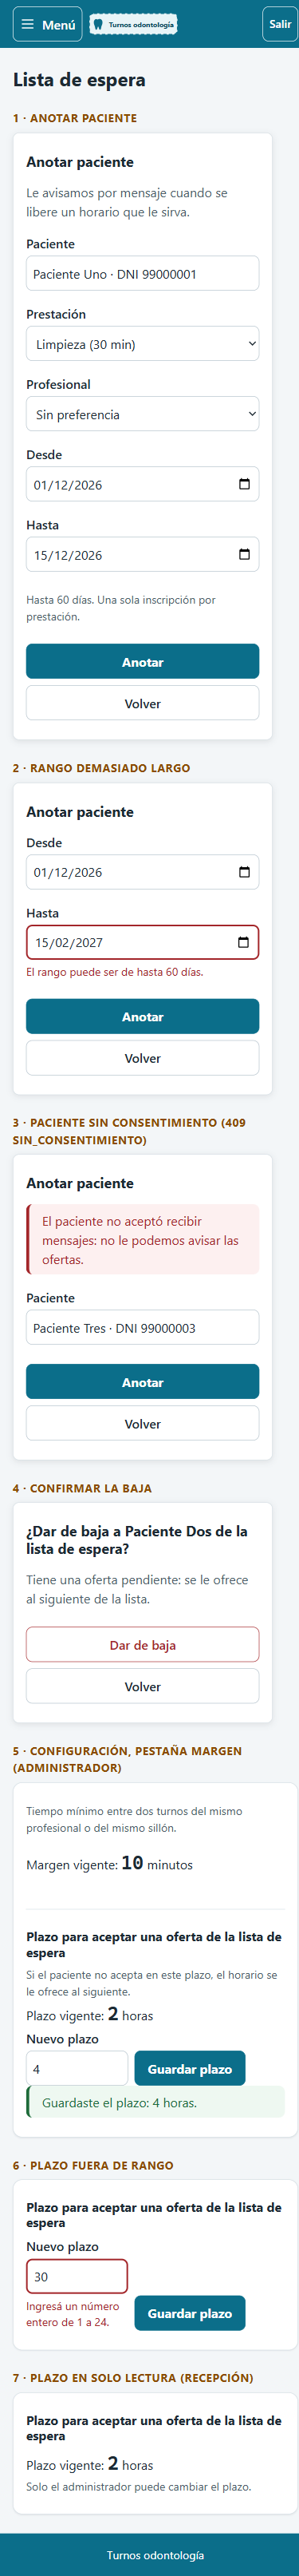 Menú
Turnos odontología
Salir
Lista de espera
1 · ANOTAR PACIENTE
Anotar paciente
Le avisamos por mensaje cuando se
libere un horario que le sirva.
Paciente
Paciente Uno · DNI 99000001
Prestación
Limpieza (30 min)
Profesional
Sin preferencia
Desde
01/12/2026
Hasta
15/12/2026
Hasta 60 días. Una sola inscripción por
prestación.
Anotar
Volver
2 · RANGO DEMASIADO LARGO
Anotar paciente
Desde
01/12/2026
Hasta
15/02/2027
El rango puede ser de hasta 60 días.
Anotar
Volver
3 · PACIENTE SIN CONSENTIMIENTO (409
SIN_CONSENTIMIENTO)
Anotar paciente
El paciente no aceptó recibir
mensajes: no le podemos avisar las
ofertas.
Paciente
Paciente Tres · DNI 99000003
Anotar
Volver
4 · CONFIRMAR LA BAJA
¿Dar de baja a Paciente Dos de la
lista de espera?
Tiene una oferta pendiente: se le ofrece
al siguiente de la lista.
Dar de baja
Volver
5 · CONFIGURACIÓN, PESTAÑA MARGEN
(ADMINISTRADOR)
Tiempo mínimo entre dos turnos del mismo
profesional o del mismo sillón.
Margen vigente: 10 minutos
Plazo para aceptar una oferta de la lista de
espera
Si el paciente no acepta en este plazo, el horario se
le ofrece al siguiente.
Plazo vigente: 2 horas
Nuevo plazo
4
Guardar plazo
Guardaste el plazo: 4 horas.
6 · PLAZO FUERA DE RANGO
Plazo para aceptar una oferta de la lista de
espera
Nuevo plazo
30
Ingresá un número
entero de 1 a 24.
Guardar plazo
7 · PLAZO EN SOLO LECTURA (RECEPCIÓN)
Plazo para aceptar una oferta de la lista de
espera
Plazo vigente: 2 horas
Solo el administrador puede cambiar el plazo.
Turnos odontología